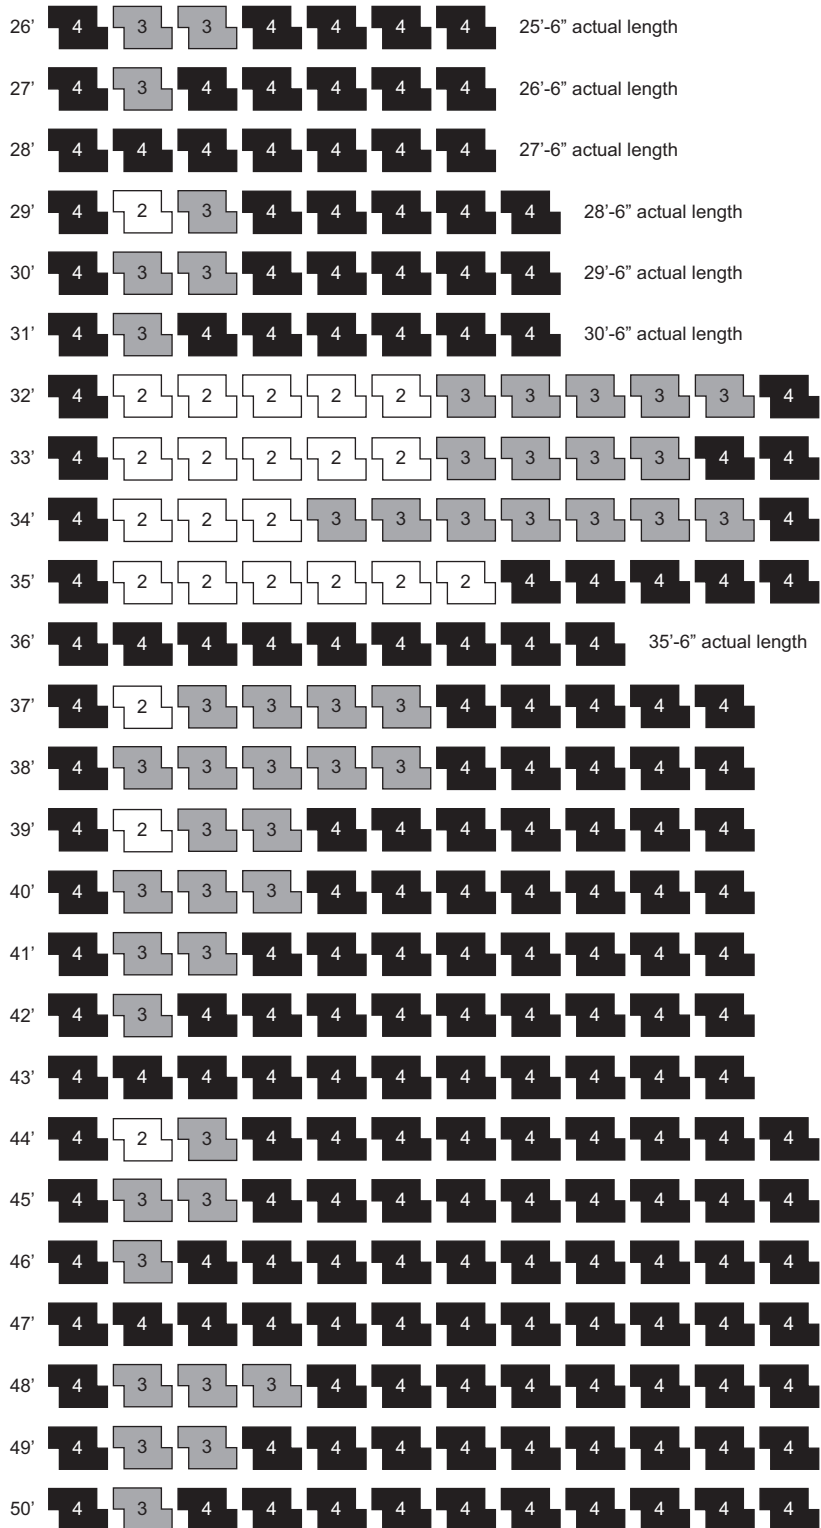 26’ 4 3 3 4 4 4 4 25’-6” actual length
27’ 4 3 4 4 4 4 4 26’-6” actual length
28’ 4 4 4 4 4 4 4 27’-6” actual length
29’ 4 2 3 4 4 4 4 4 28’-6” actual length
30’ 4 3 3 4 4 4 4 4 29’-6” actual length
31’ 4 3 4 4 4 4 4 4 30’-6” actual length
32’ 4 2 2 2 2 2 3 3 3 3 3 4
33’ 4 2 2 2 2 2 3 3 3 3 4 4
34’ 4 2 2 2 3 3 3 3 3 3 3 4
35’ 4 2 2 2 2 2 2 4 4 4 4 4
36’ 4 4 4 4 4 4 4 4 4 35’-6” actual length
37’ 4 2 3 3 3 3 4 4 4 4 4
38’ 4 3 3 3 3 3 4 4 4 4 4
39’ 4 2 3 3 4 4 4 4 4 4 4
40’ 4 3 3 3 4 4 4 4 4 4 4
41’ 4 3 3 4 4 4 4 4 4 4 4
42’ 4 3 4 4 4 4 4 4 4 4 4
43’ 4 4 4 4 4 4 4 4 4 4 4
44’ 4 2 3 4 4 4 4 4 4 4 4 4
45’ 4 3 3 4 4 4 4 4 4 4 4 4
46’ 4 3 4 4 4 4 4 4 4 4 4 4
47’ 4 4 4 4 4 4 4 4 4 4 4 4
48’ 4 3 3 3 4 4 4 4 4 4 4 4
49’ 4 3 3 4 4 4 4 4 4 4 4 4
50’ 4 3 4 4 4 4 4 4 4 4 4 4